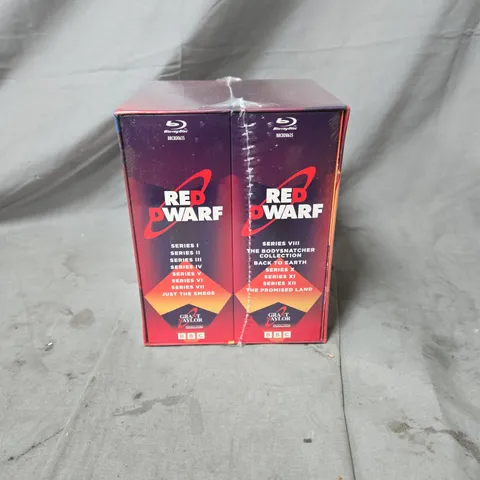 Blu-ray Disc
RED
DWARF
SERIES I
SERIES II
SERIES III
SERIES IV
SERIES V
SERIES VI
SERIES VII
JUST THE SMEGS
GRANT
NAYLOR
BBC
Blu-ray Disc
RED
DWARF
SERIES VIII
THE BODYSNATCHER
COLLECTION
BACK TO EARTH
SERIES X
SERIES XI
SERIES XII
THE PROMISED LAND
GRANT
NAYLOR
BBC